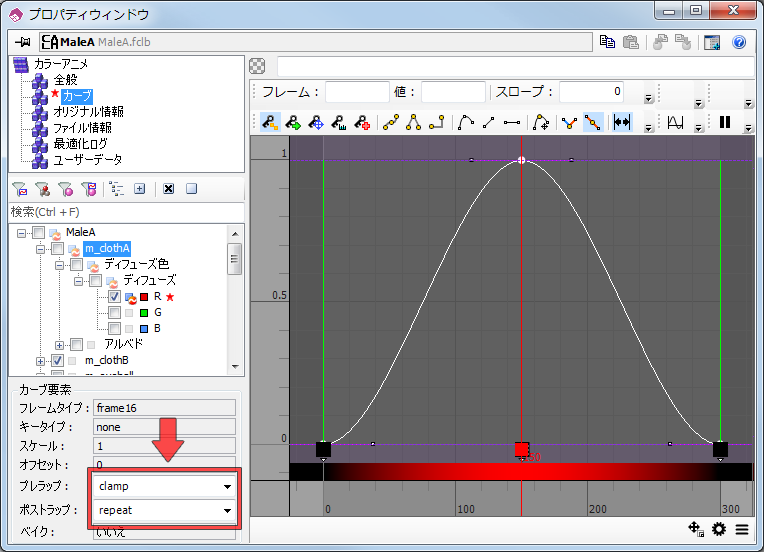 プロパティウィンドウ
MaleA MaleA.fclb
カラーアニメ
全般
カーブ
オリジナル情報
ファイル情報
最適化ログ
ユーザーデータ
フレーム：
値：
スロープ：
0
検索(Ctrl + F)
MaleA
m_clothA
ディフューズ色
ディフューズ
R
G
B
アルベド
m_clothB
1
0.5
0
0
100
200
300
カーブ要素
フレームタイプ：
frame16
キータイプ：
none
スケール：
1
オフセット：
0
プレラップ：
clamp
ポストラップ：
repeat
ベイク：
いいえ